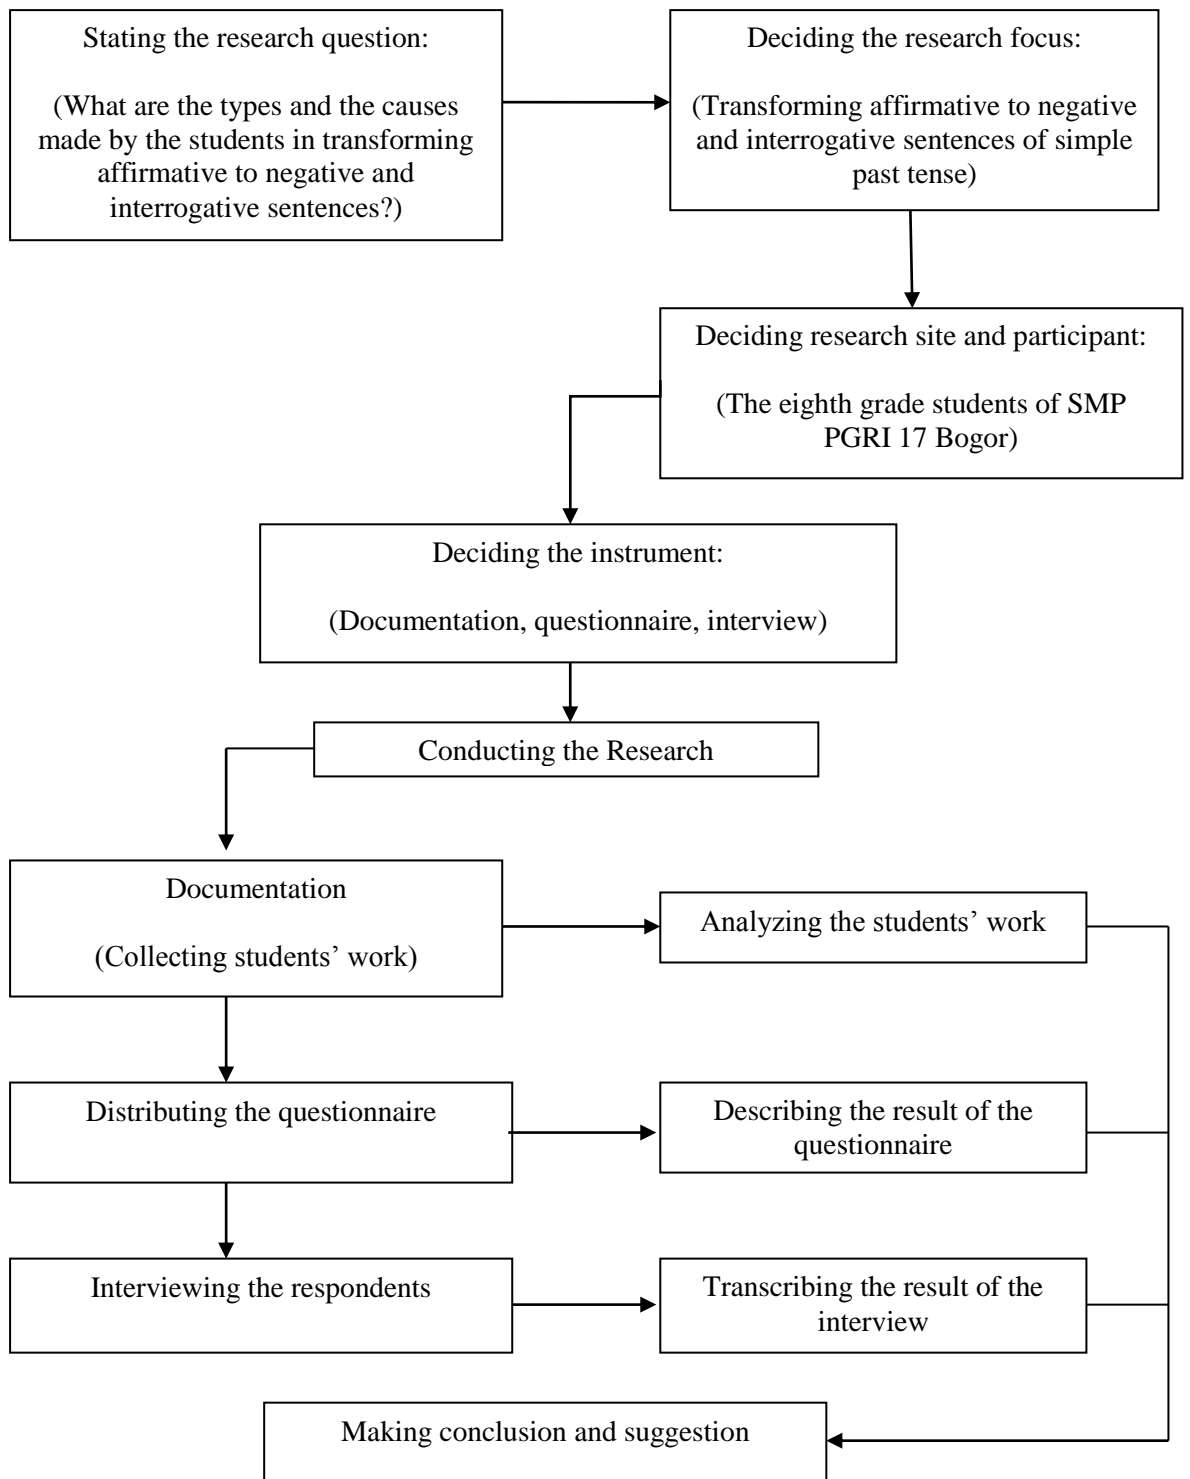 Stating the research question:
(What are the types and the causes
made by the students in transforming
affirmative to negative and
interrogative sentences?)
Deciding the research focus:
(Transforming affirmative to negative
and interrogative sentences of simple
past tense)
Deciding research site and participant:
(The eighth grade students of SMP
PGRI 17 Bogor)
Deciding the instrument:
(Documentation, questionnaire, interview)
Conducting the Research
Documentation
(Collecting students’ work)
Analyzing the students’ work
Distributing the questionnaire
Describing the result of the
questionnaire
Interviewing the respondents
Transcribing the result of the
interview
Making conclusion and suggestion